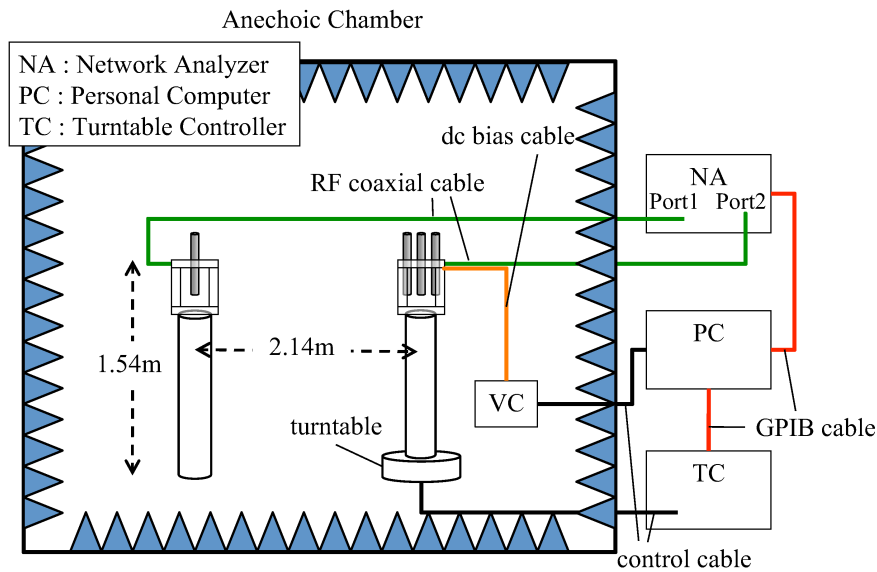 Anechoic Chamber
NA : Network Analyzer
PC : Personal Computer
TC : Turntable Controller
dc bias cable
RF coaxial cable
NA
Port1 Port2
PC
2.14m
1.54m
VC
turntable
GPIB cable
TC
control cable